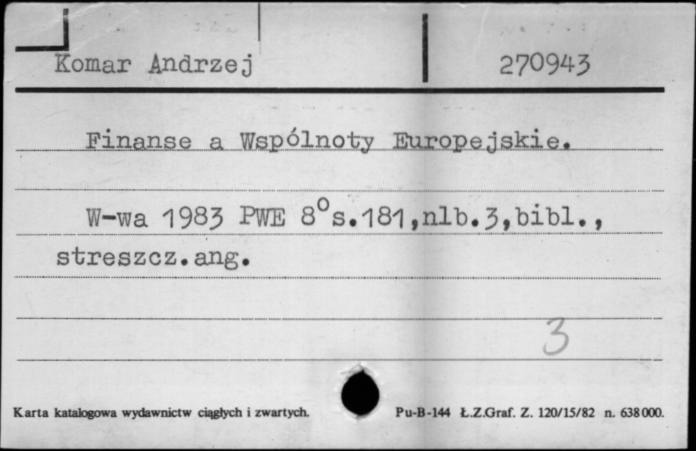 Komar Andrzej 270943
Finanse a Wspólnoty Europejskie.
W-wa 1983 PWE 8° s.181,nlb.3,bibl.,
streszcz.ang.
3
Karta katalogowa wydawnictw ciągłych i zwartych. Pu-B-144 Ł.Z.Graf. Z. 120/15/82 n. 638000.